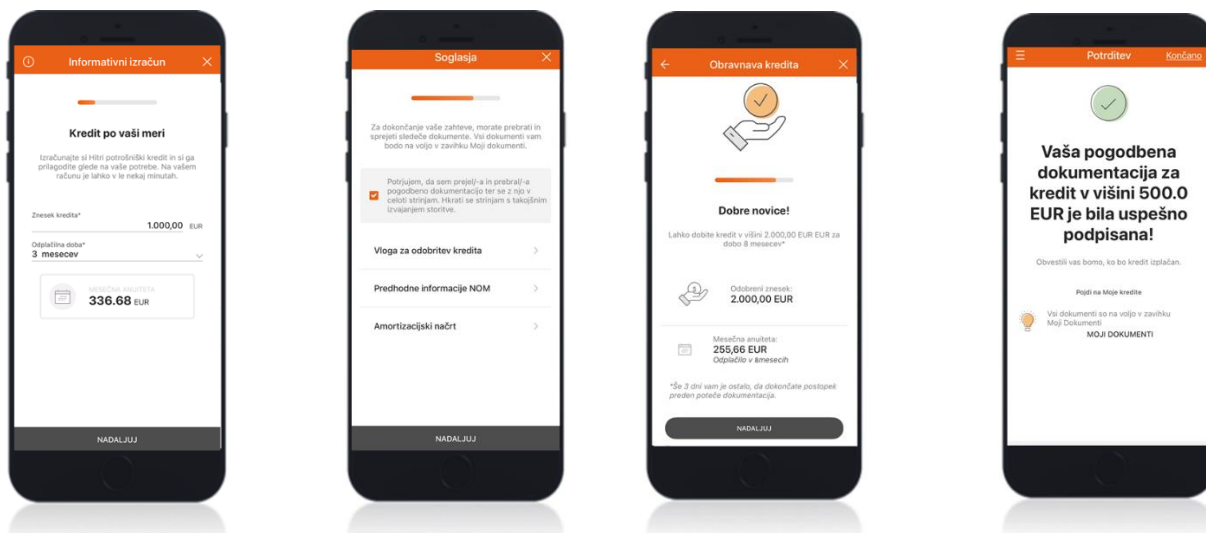 Informativni izračun
Kredit po vaši meri
Izračunajte si Hitri potrošniški kredit in si ga
prilagodite glede na vaše potrebe. Na vašem
računu je lahko v le nekaj minutah.
Znesek kredita*
1.000,00 EUR
Odplačilna doba*
3 mesecev
MESEČNA ANUITETA
336.68 EUR
NADALJUJ
Soglasja
Za dokončanje vaše zahteve, morate prebrati in
sprejeti sledeče dokumente. Vsi dokumenti vam
bodo na voljo v zavihku Moji dokumenti.
Potrjujem, da sem prejel/-a in prebral/-a
pogodbeno dokumentacijo ter se z njo v
celoti strinjam. Hkrati se strinjam s takojšnim
izvajanjem storitve.
Vloga za odobritev kredita
Predhodne informacije NOM
Amortizacijski načrt
NADALJUJ
Obravnava kredita
Dobre novice!
Lahko dobite kredit v višini 2.000,00 EUR EUR za
dobo 8 mesecev*
Odobreni znesek:
2.000,00 EUR
Mesečna anuiteta:
255,66 EUR
Odplačilo v 8mesecih
*Še 3 dni vam je ostalo, da dokončate postopek
preden poteče dokumentacija.
NADALJUJ
Potrditev
Končano
Vaša pogodbena
dokumentacija za
kredit v višini 500.0
EUR je bila uspešno
podpisana!
Obvestili vas bomo, ko bo kredit izplačan.
Pojdi na Moje kredite
Vsi dokumenti so na voljo v zavihku
Moji Dokumenti
MOJI DOKUMENTI